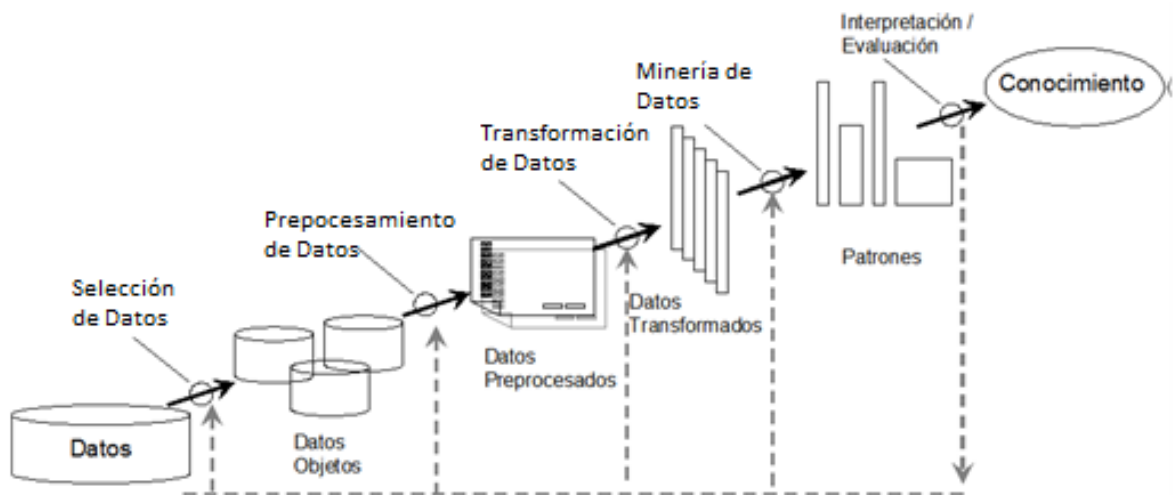 Interpretación /
Evaluación
Conocimiento
Minería de
Datos
Transformación
de Datos
Prepocesamiento
de Datos
Patrones
Selección
de Datos
Datos
Transformados
Datos
Preprocesados
Datos
Datos
Objetos